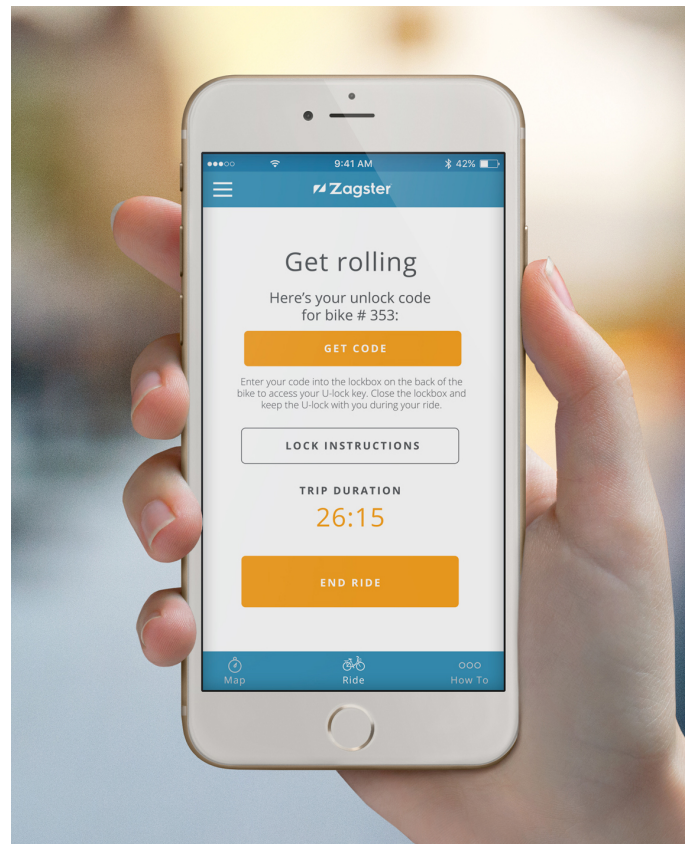 9:41 AM
42%
Zagster
Get rolling
Here's your unlock code
for bike # 353:
GET CODE
Enter your code into the lockbox on the back of the
bike to access your U-lock key. Close the lockbox and
keep the U-lock with you during your ride.
LOCK INSTRUCTIONS
TRIP DURATION
26:15
END RIDE
Map
Ride
How To